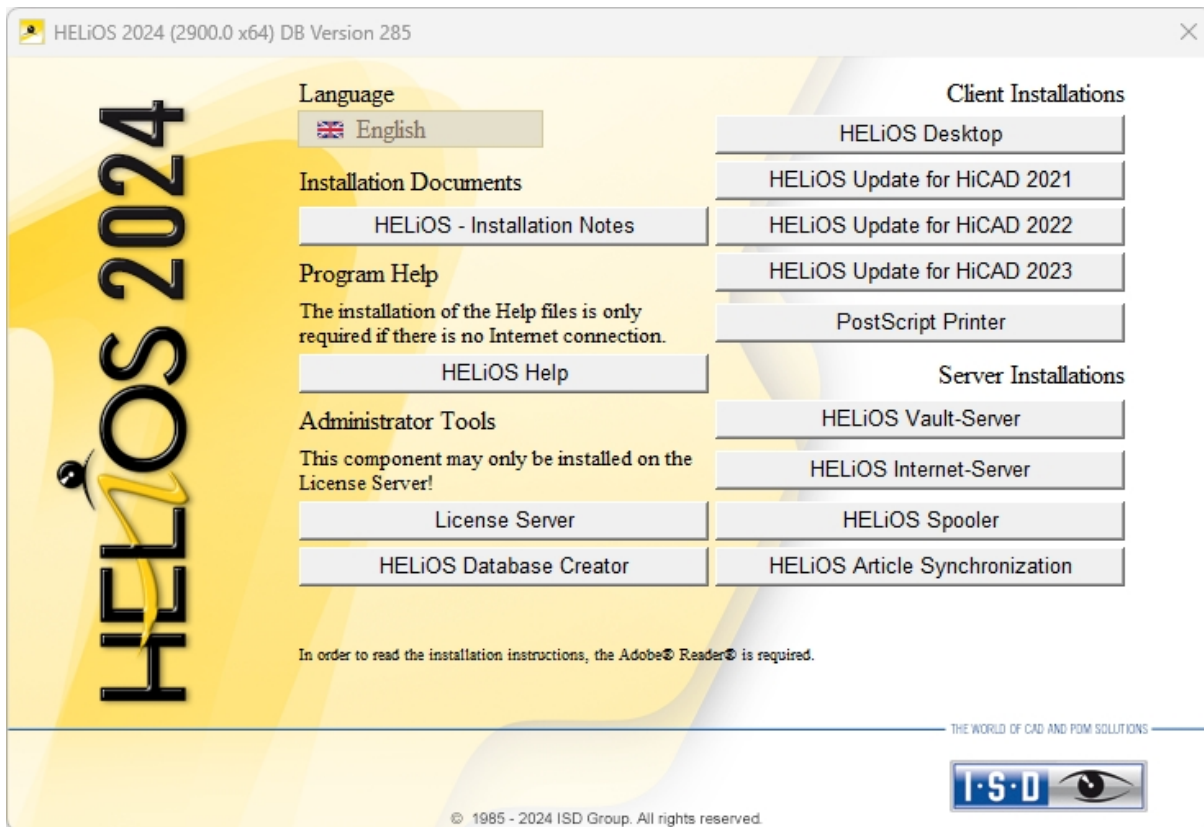 HELiOS 2024 (2900.0 x64) DB Version 285
HELiOS 2024
Language
English
Installation Documents
HELiOS - Installation Notes
Program Help
The installation of the Help files is only
required if there is no Internet connection.
HELiOS Help
Administrator Tools
This component may only be installed on the
License Server!
License Server
HELiOS Database Creator
Client Installations
HELiOS Desktop
HELiOS Update for HiCAD 2021
HELiOS Update for HiCAD 2022
HELiOS Update for HiCAD 2023
PostScript Printer
Server Installations
HELiOS Vault-Server
HELiOS Internet-Server
HELiOS Spooler
HELiOS Article Synchronization
In order to read the installation instructions, the Adobe® Reader® is required.
THE WORLD OF CAD AND PDM SOLUTIONS
I·S·D
© 1985 - 2024 ISD Group. All rights reserved.